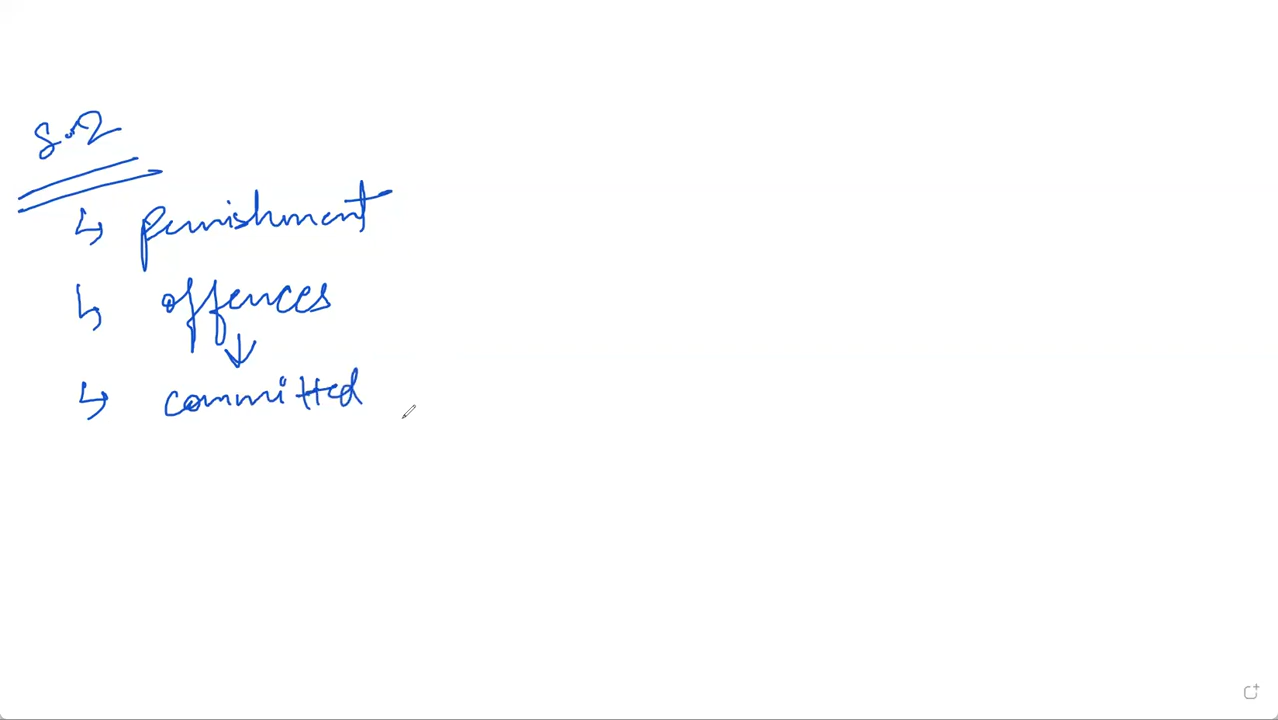 S.2
↳ punishment
↳ offences
↓
↳ committed